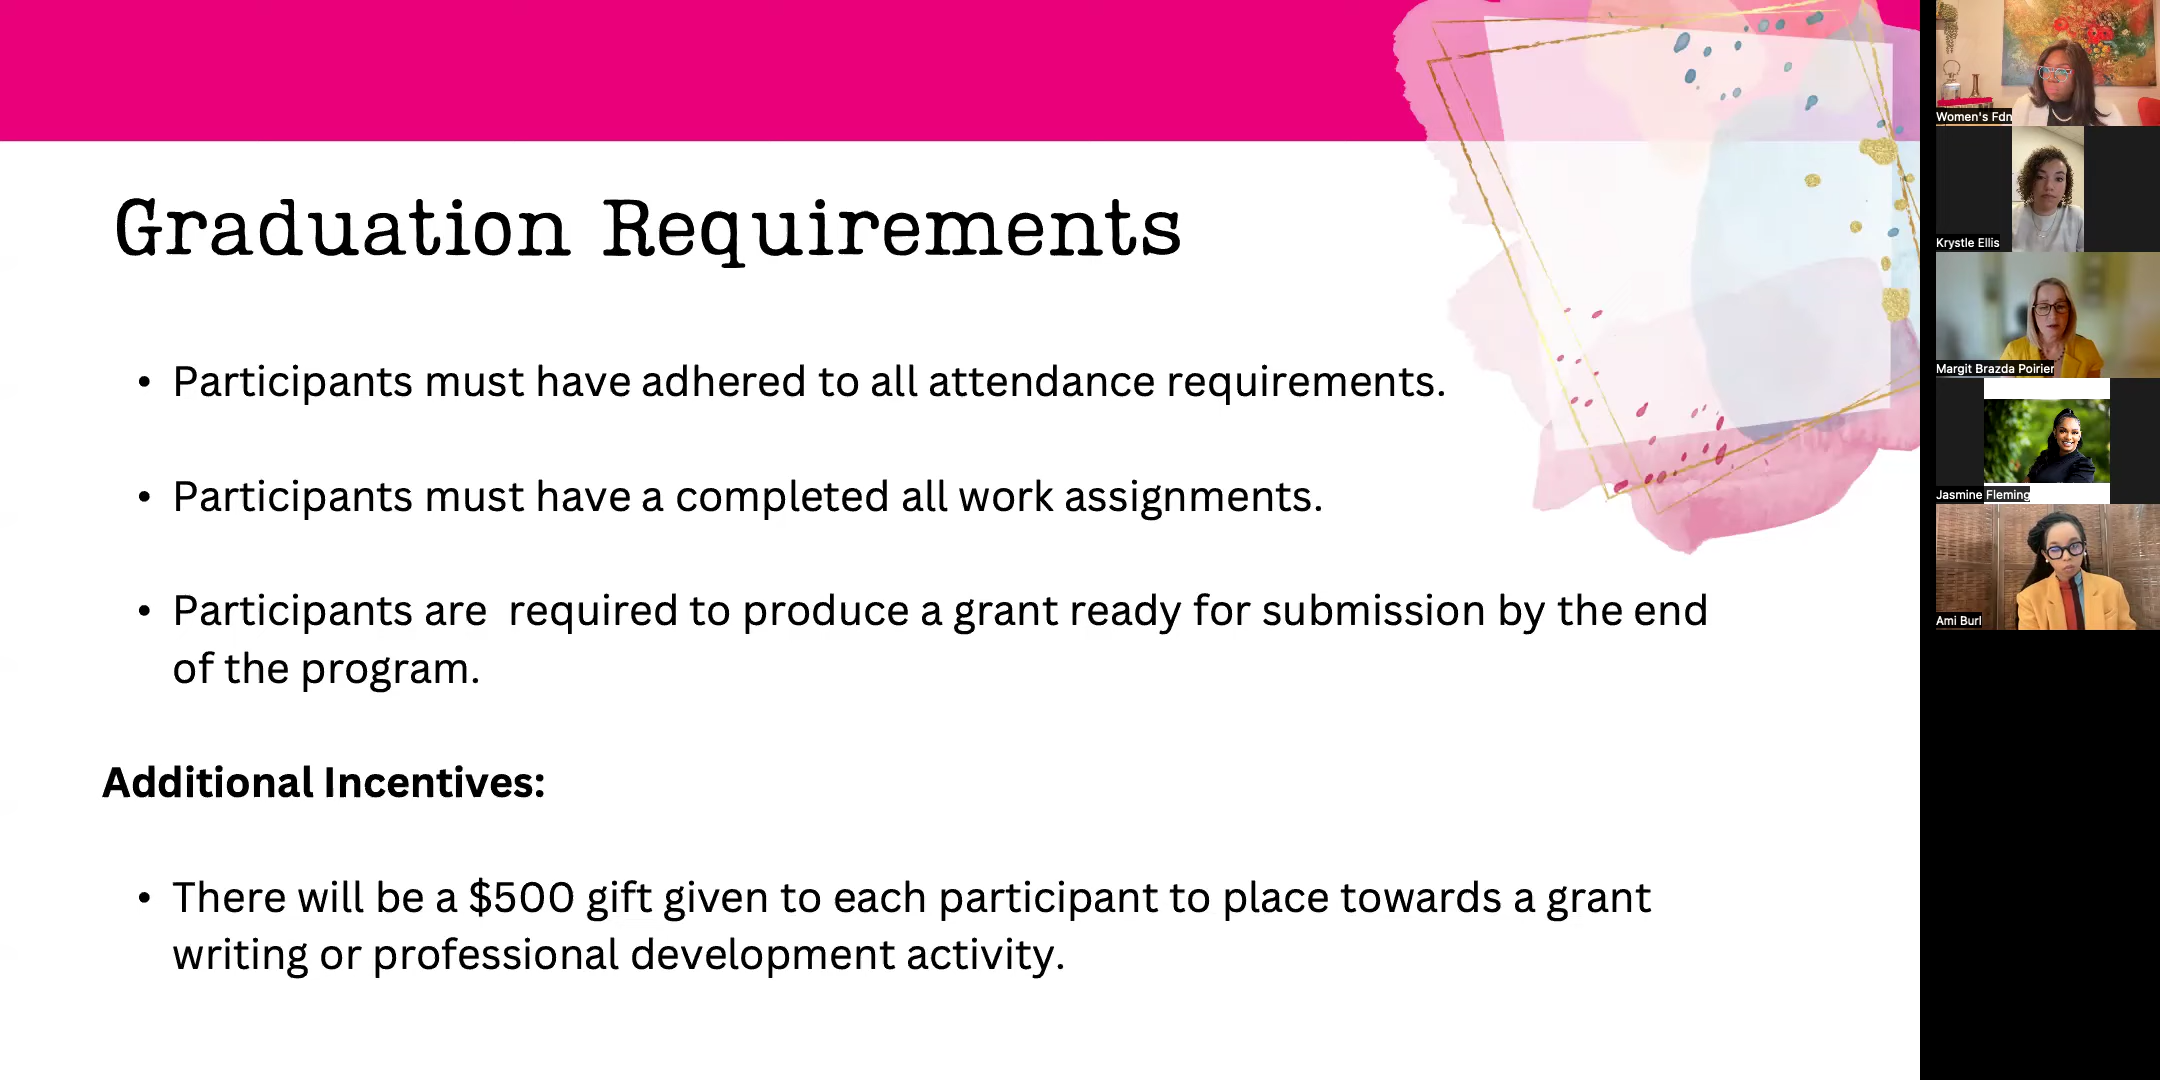 Graduation Requirements
• Participants must have adhered to all attendance requirements.
• Participants must have a completed all work assignments.
• Participants are  required to produce a grant ready for submission by the end
of the program.
Additional Incentives:
• There will be a $500 gift given to each participant to place towards a grant
writing or professional development activity.
Women's Fdn
Krystle Ellis
Margit Brazda Poirier
Jasmine Fleming
Ami Burl